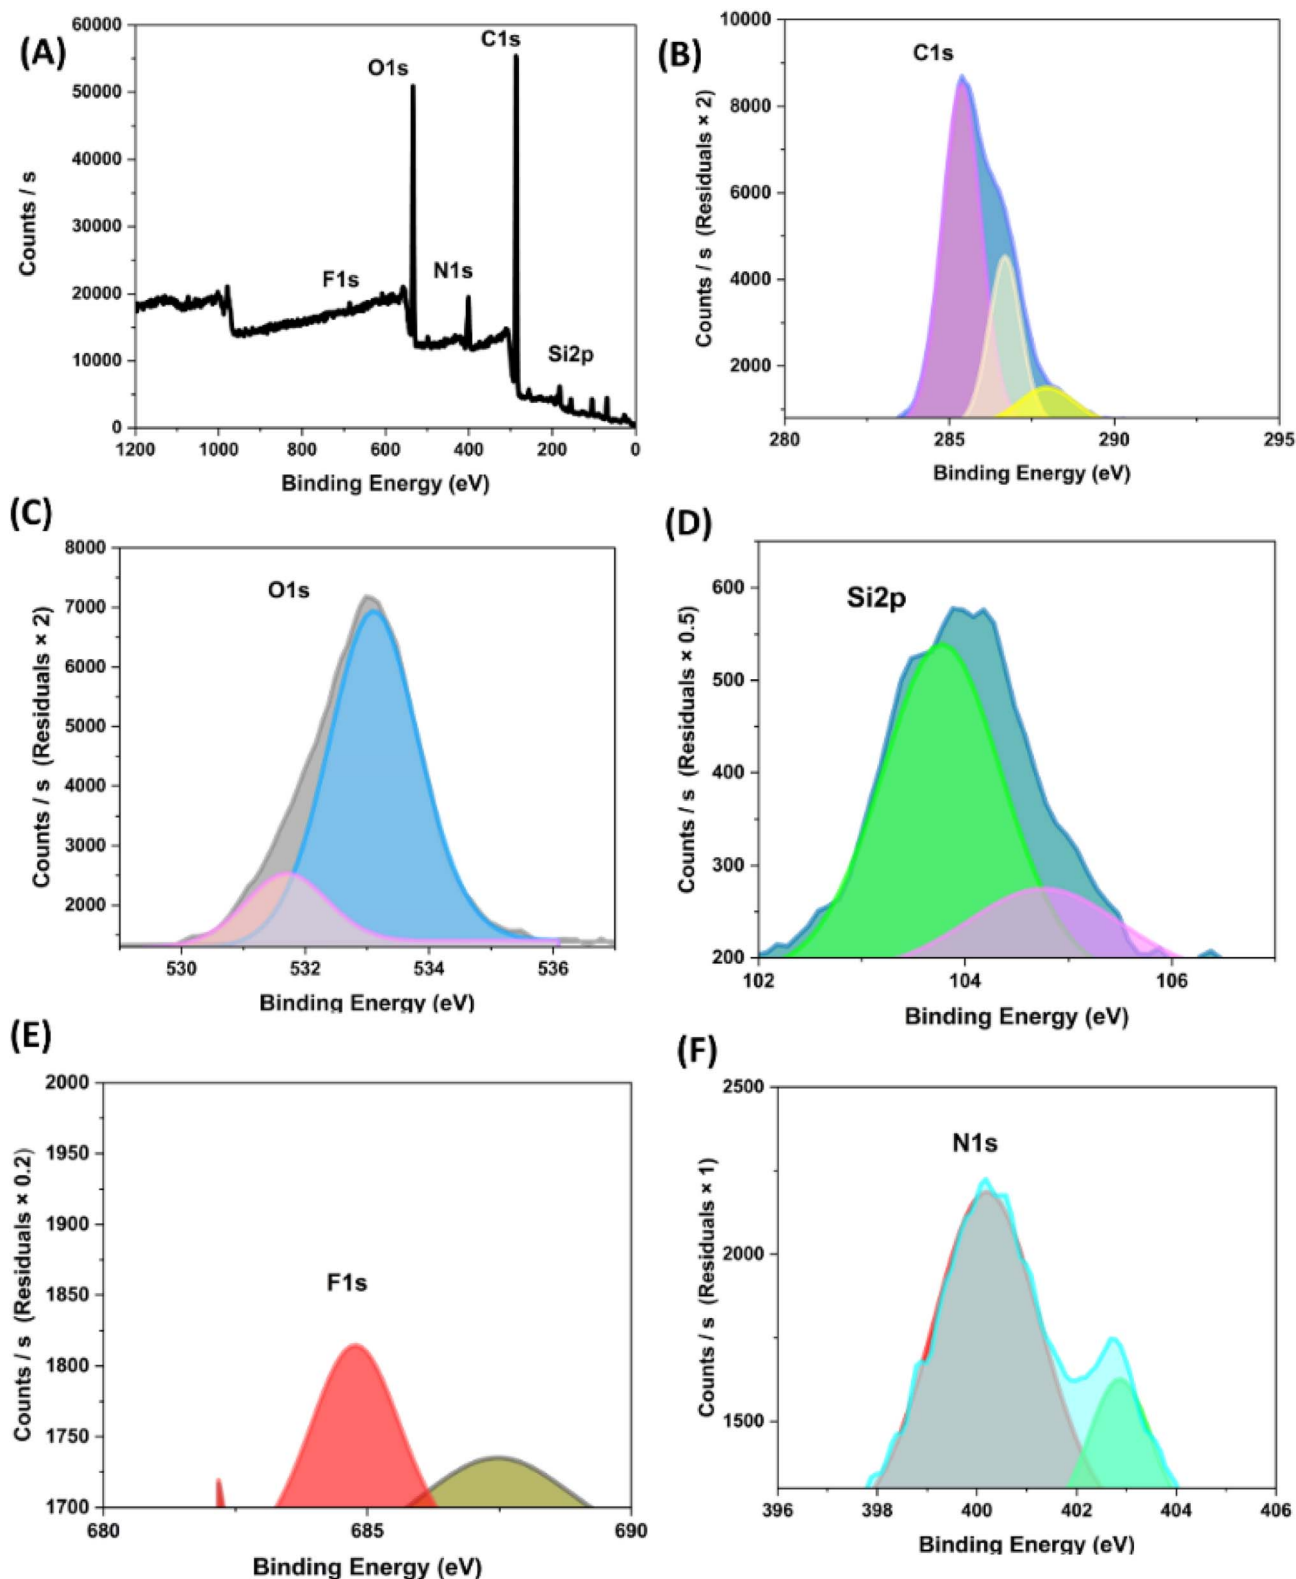 (A)
60000
50000
40000
30000
20000
10000
0
Counts / s
C1s
O1s
F1s
N1s
Si2p
1200 1000 800 600 400 200 0
Binding Energy (eV)
(B)
10000
8000
6000
4000
2000
Counts / s (Residuals × 2)
C1s
280 285 290 295
Binding Energy (eV)
(C)
8000
7000
6000
5000
4000
3000
2000
Counts / s (Residuals × 2)
O1s
530 532 534 536
Binding Energy (eV)
(D)
600
500
400
300
200
Counts / s (Residuals × 0.5)
Si2p
102 104 106
Binding Energy (eV)
(E)
2000
1950
1900
1850
1800
1750
1700
Counts / s (Residuals × 0.2)
F1s
680 685 690
Binding Energy (eV)
(F)
2500
2000
1500
Counts / s (Residuals × 1)
N1s
396 398 400 402 404 406
Binding Energy (eV)